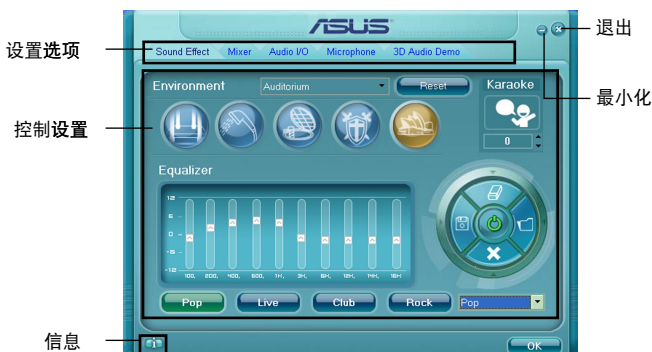 ASUS
退出
设置选项
Sound Effect Mixer Audio I/O Microphone 3D Audio Demo
最小化
Environment Auditorium Reset Karaoke
控制设置
0
Equalizer
12
6
0
-6
-12
100, 200, 400, 600, 1K, 3K, 6K, 12K, 14K, 16K
Pop Live Club Rock Pop
信息
i
OK